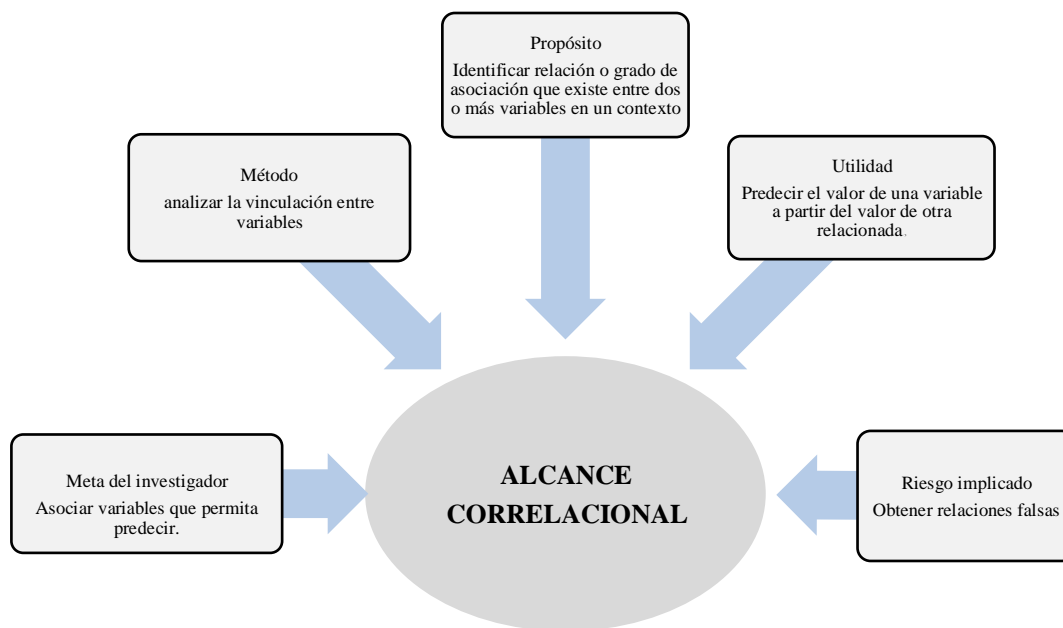 Propósito
Identificar relación o grado de
asociación que existe entre dos
o más variables en un contexto
Método
analizar la vinculación entre
variables
Utilidad
Predecir el valor de una variable
a partir del valor de otra
relacionada.
Meta del investigador
Asociar variables que permita
predecir.
ALCANCE
CORRELACIONAL
Riesgo implicado
Obtener relaciones falsas